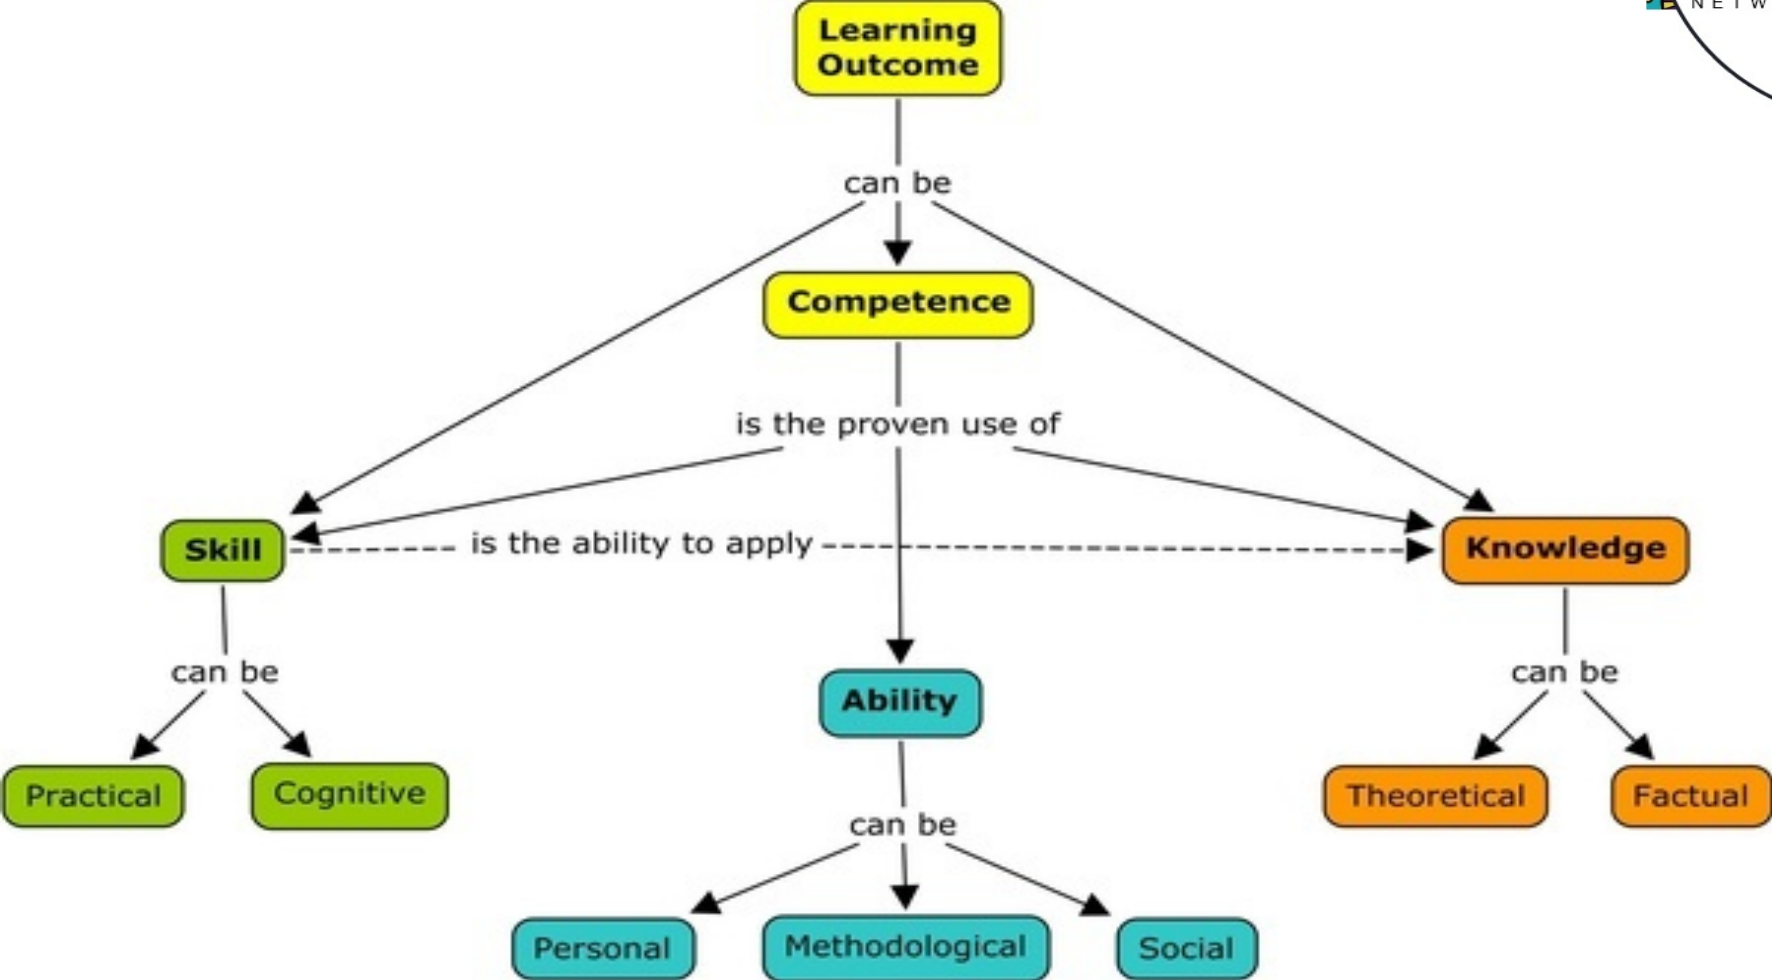 Learning
Outcome
can be
Competence
is the proven use of
Skill
is the ability to apply
Knowledge
can be
can be
Ability
Practical
Cognitive
Theoretical
Factual
can be
Personal
Methodological
Social